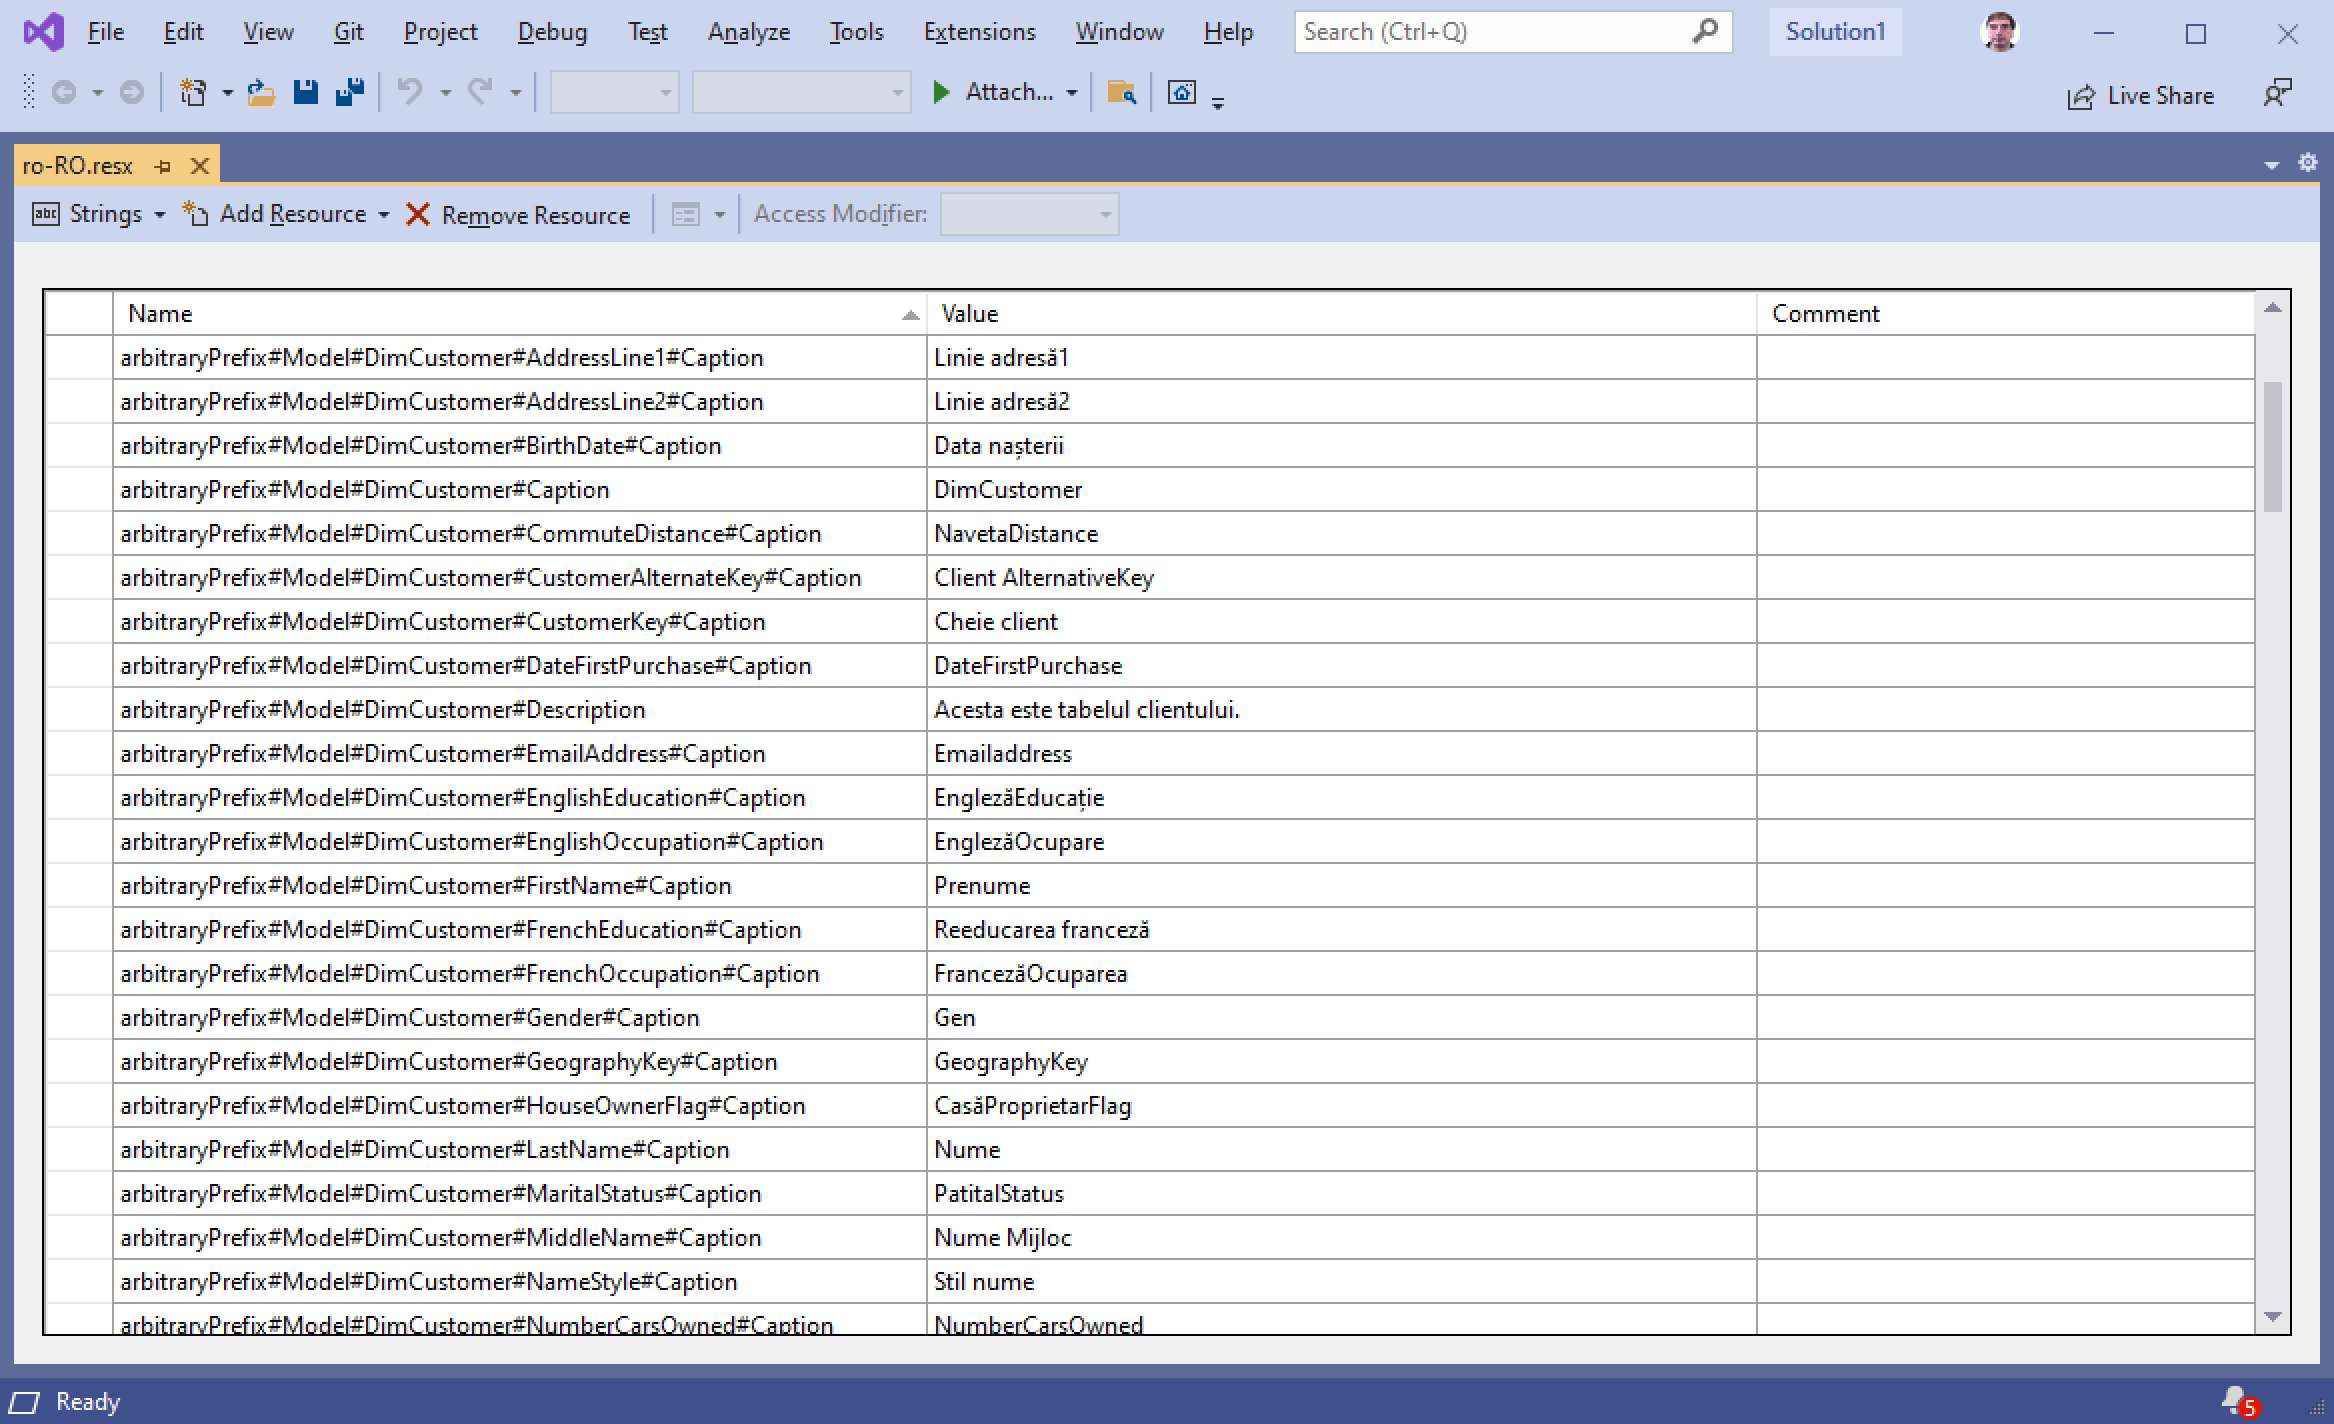 File Edit View Git Project Debug Test Analyze Tools Extensions Window Help Search (Ctrl+Q) Solution1
Attach... Live Share
ro-RO.resx
abc Strings Add Resource Remove Resource Access Modifier:
Name Value Comment
arbitraryPrefix#Model#DimCustomer#AddressLine1#Caption Linie adresă1
arbitraryPrefix#Model#DimCustomer#AddressLine2#Caption Linie adresă2
arbitraryPrefix#Model#DimCustomer#BirthDate#Caption Data nașterii
arbitraryPrefix#Model#DimCustomer#Caption DimCustomer
arbitraryPrefix#Model#DimCustomer#CommuteDistance#Caption NavetaDistance
arbitraryPrefix#Model#DimCustomer#CustomerAlternateKey#Caption Client AlternativeKey
arbitraryPrefix#Model#DimCustomer#CustomerKey#Caption Cheie client
arbitraryPrefix#Model#DimCustomer#DateFirstPurchase#Caption DateFirstPurchase
arbitraryPrefix#Model#DimCustomer#Description Acesta este tabelul clientului.
arbitraryPrefix#Model#DimCustomer#EmailAddress#Caption Emailaddress
arbitraryPrefix#Model#DimCustomer#EnglishEducation#Caption EnglezăEducație
arbitraryPrefix#Model#DimCustomer#EnglishOccupation#Caption EnglezăOcupare
arbitraryPrefix#Model#DimCustomer#FirstName#Caption Prenume
arbitraryPrefix#Model#DimCustomer#FrenchEducation#Caption Reeducarea franceză
arbitraryPrefix#Model#DimCustomer#FrenchOccupation#Caption FrancezăOcuparea
arbitraryPrefix#Model#DimCustomer#Gender#Caption Gen
arbitraryPrefix#Model#DimCustomer#GeographyKey#Caption GeographyKey
arbitraryPrefix#Model#DimCustomer#HouseOwnerFlag#Caption CasăProprietarFlag
arbitraryPrefix#Model#DimCustomer#LastName#Caption Nume
arbitraryPrefix#Model#DimCustomer#MaritalStatus#Caption PatitalStatus
arbitraryPrefix#Model#DimCustomer#MiddleName#Caption Nume Mijloc
arbitraryPrefix#Model#DimCustomer#NameStyle#Caption Stil nume
arbitraryPrefix#Model#DimCustomer#NumberCarsOwned#Caption NumberCarsOwned
Ready 5